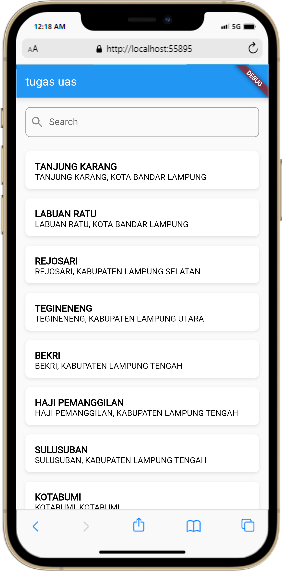 12:18 AM
5G
AA
http://localhost:55895
tugas uas
DEBUG
Search
TANJUNG KARANG
TANJUNG KARANG, KOTA BANDAR LAMPUNG
LABUAN RATU
LABUAN RATU, KOTA BANDAR LAMPUNG
REJOSARI
REJOSARI, KABUPATEN LAMPUNG SELATAN
TEGINENENG
TEGINENENG, KABUPATEN LAMPUNG UTARA
BEKRI
BEKRI, KABUPATEN LAMPUNG TENGAH
HAJI PEMANGGILAN
HAJI PEMANGGILAN, KABUPATEN LAMPUNG TENGAH
SULUSUBAN
SULUSUBAN, KABUPATEN LAMPUNG TENGAH
KOTABUMI
KOTABUMI, KOTABUMI